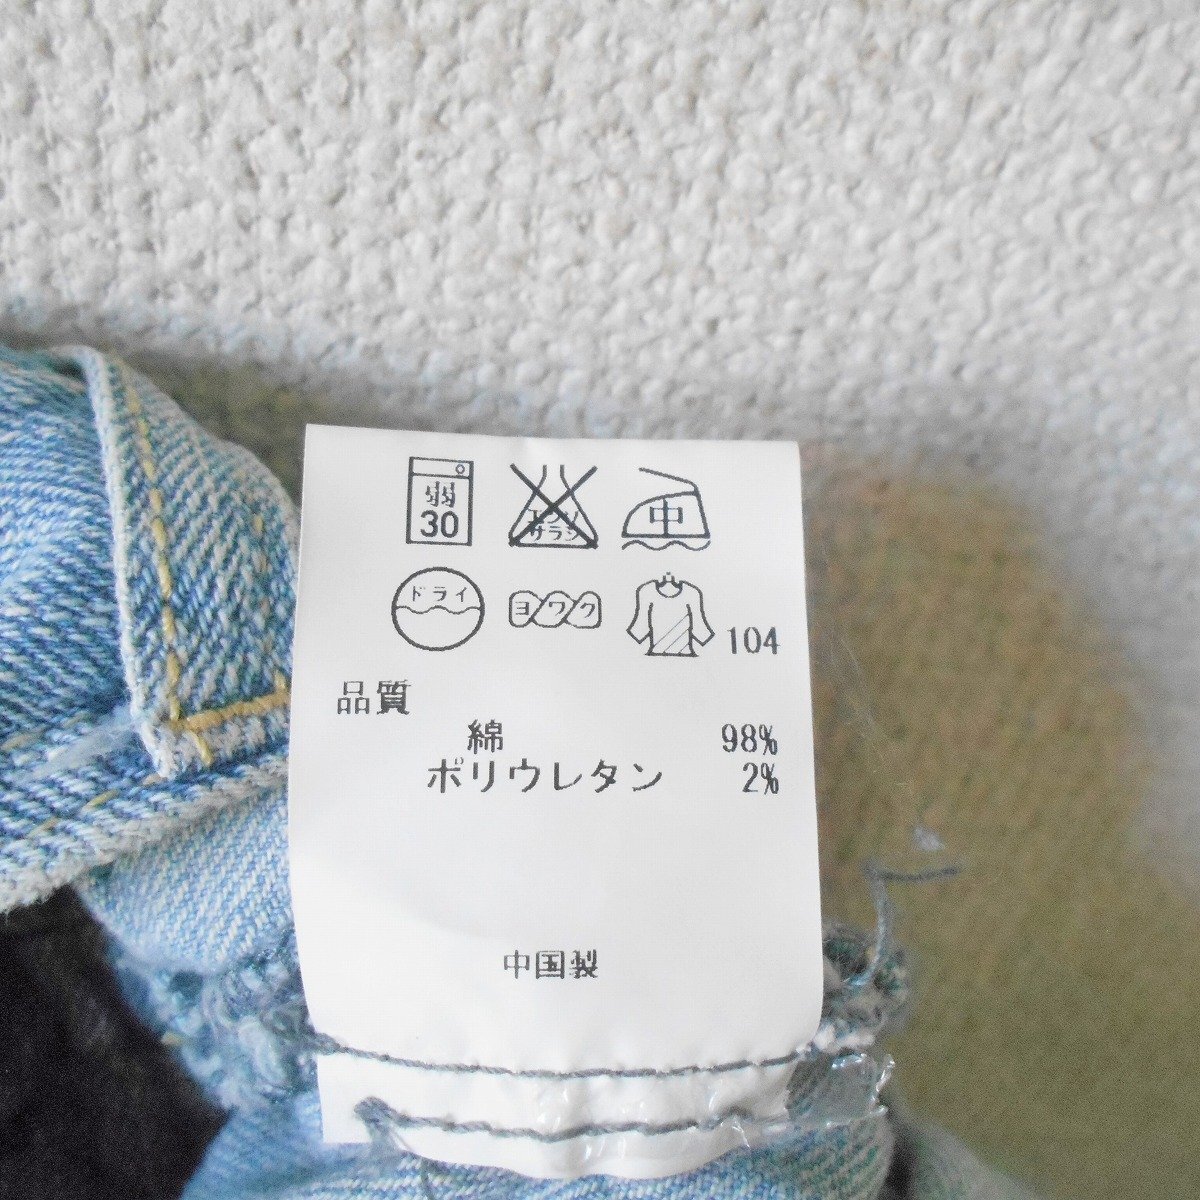 弱
30
エンソ
サラシ
中
ドライ
ヨワク
104
品質
綿 98%
ポリウレタン 2%
中国製